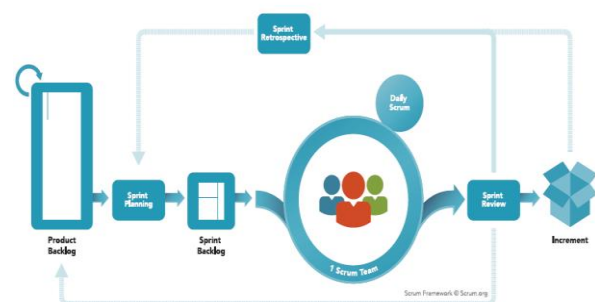 Sprint
Retrospective
Daily
Scrum
Sprint
Planning
Sprint
Review
Product
Backlog
Sprint
Backlog
Increment
1 Scrum Team
Scrum Framework © Scrum.org